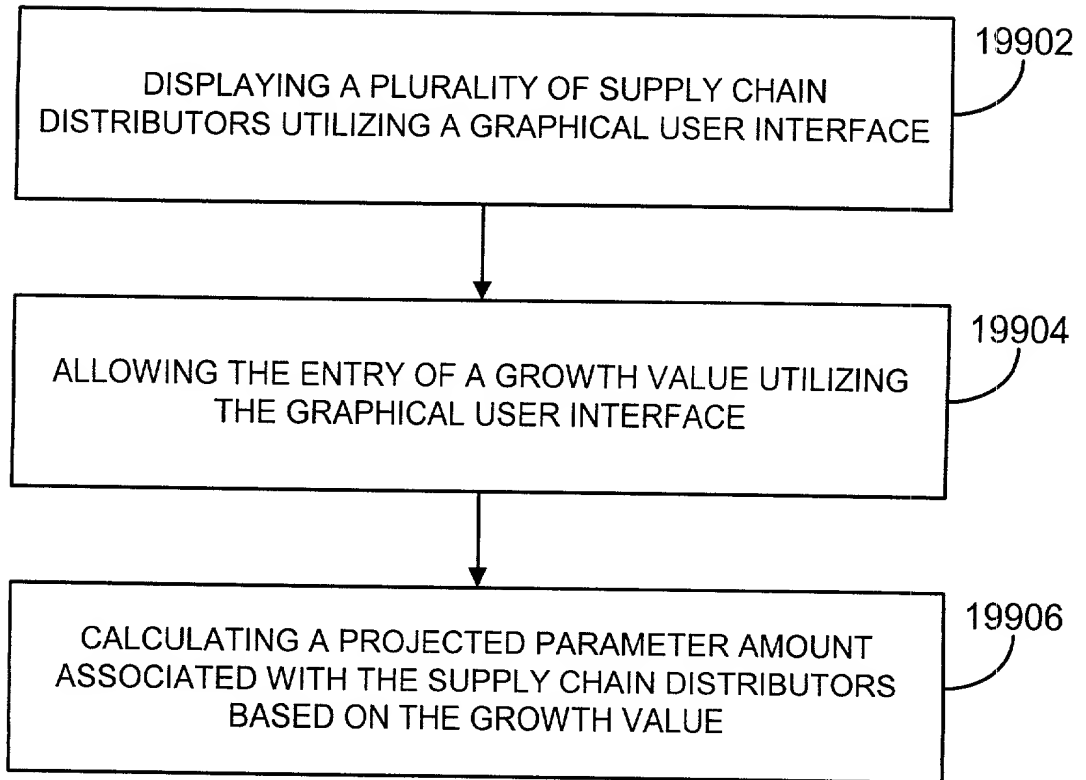 19902
DISPLAYING A PLURALITY OF SUPPLY CHAIN
DISTRIBUTORS UTILIZING A GRAPHICAL USER INTERFACE
19904
ALLOWING THE ENTRY OF A GROWTH VALUE UTILIZING
THE GRAPHICAL USER INTERFACE
19906
CALCULATING A PROJECTED PARAMETER AMOUNT
ASSOCIATED WITH THE SUPPLY CHAIN DISTRIBUTORS
BASED ON THE GROWTH VALUE